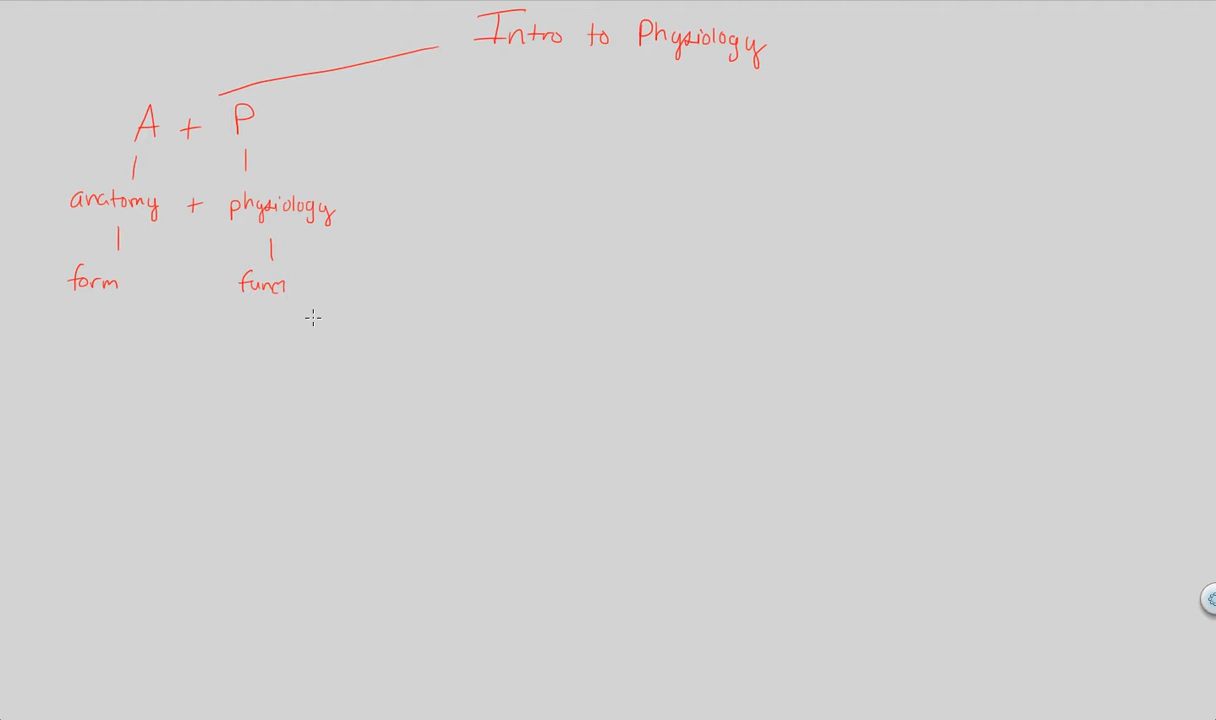 Intro to Physiology
A + P
anatomy + physiology
form funct